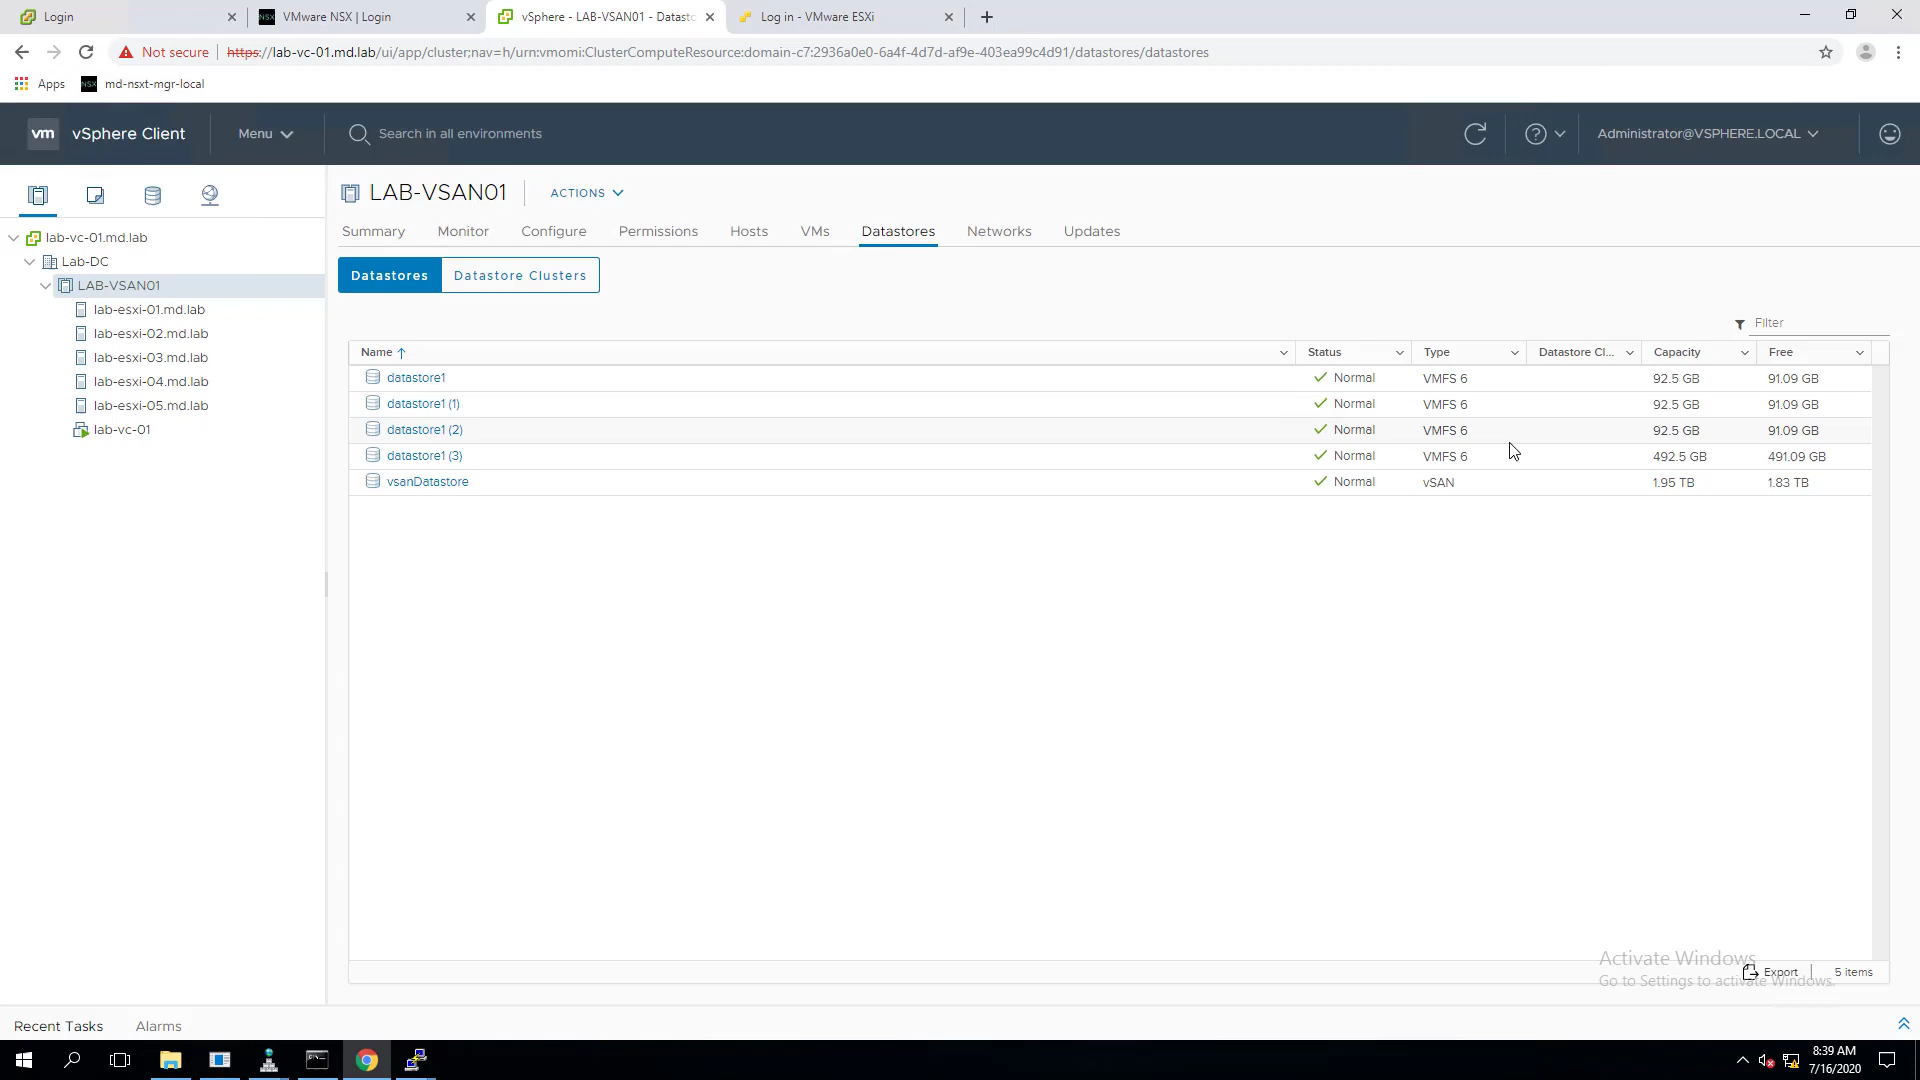 Login
VMware NSX | Login
vSphere - LAB-VSAN01 - Datasto
Log in - VMware ESXi
Not secure
https://lab-vc-01.md.lab/ui/app/cluster;nav=h/urn:vmomi:ClusterComputeResource:domain-c7:2936a0e0-6a4f-4d7d-af9e-403ea99c4d91/datastores/datastores
Apps
NSX
md-nsxt-mgr-local
vm
vSphere Client
Menu
Search in all environments
Administrator@VSPHERE.LOCAL
lab-vc-01.md.lab
Lab-DC
LAB-VSAN01
lab-esxi-01.md.lab
lab-esxi-02.md.lab
lab-esxi-03.md.lab
lab-esxi-04.md.lab
lab-esxi-05.md.lab
lab-vc-01
LAB-VSAN01
ACTIONS
Summary Monitor Configure Permissions Hosts VMs Datastores Networks Updates
Datastores Datastore Clusters
Filter
Name Status Type Datastore Cl... Capacity Free
datastore1 Normal VMFS 6 92.5 GB 91.09 GB
datastore1 (1) Normal VMFS 6 92.5 GB 91.09 GB
datastore1 (2) Normal VMFS 6 92.5 GB 91.09 GB
datastore1 (3) Normal VMFS 6 492.5 GB 491.09 GB
vsanDatastore Normal vSAN 1.95 TB 1.83 TB
Activate Windows
Go to Settings to activate Windows.
Export 5 items
Recent Tasks Alarms
8:39 AM
7/16/2020